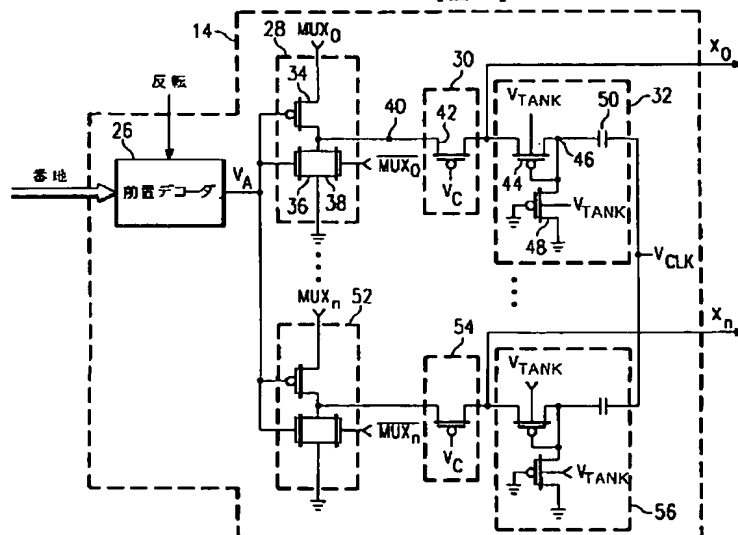 14
28
MUX0
34
反転
26
番地
前置デコーダ
VA
36
38
40
MUX0
30
42
VC
X0
32
VTANK
50
44
46
48
VTANK
VCLK
MUXn
52
MUXn
54
VC
Xn
VTANK
VTANK
56